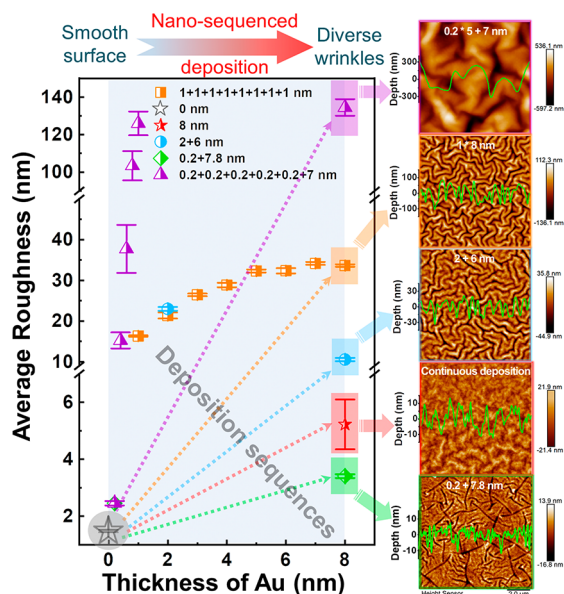 Smooth surface
Nano-sequenced deposition
Diverse wrinkles
Average Roughness (nm)
140
120
100
40
30
20
10
6
4
2
1+1+1+1+1+1+1+1 nm
0 nm
8 nm
2+6 nm
0.2+7.8 nm
0.2+0.2+0.2+0.2+0.2+7 nm
Deposition sequences
0
2
4
6
8
Thickness of Au (nm)
0.2 * 5 + 7 nm
Depth (nm)
300
0
-300
536.1 nm
-597.2 nm
1 * 8 nm
Depth (nm)
100
0
-100
112.3 nm
-136.1 nm
2 + 6 nm
Depth (nm)
30
0
-30
35.8 nm
-44.9 nm
Continuous deposition
Depth (nm)
10
0
-10
21.9 nm
-21.4 nm
0.2 + 7.8 nm
Depth (nm)
10
0
-10
13.9 nm
-16.8 nm
Height Sensor
2.0 µm